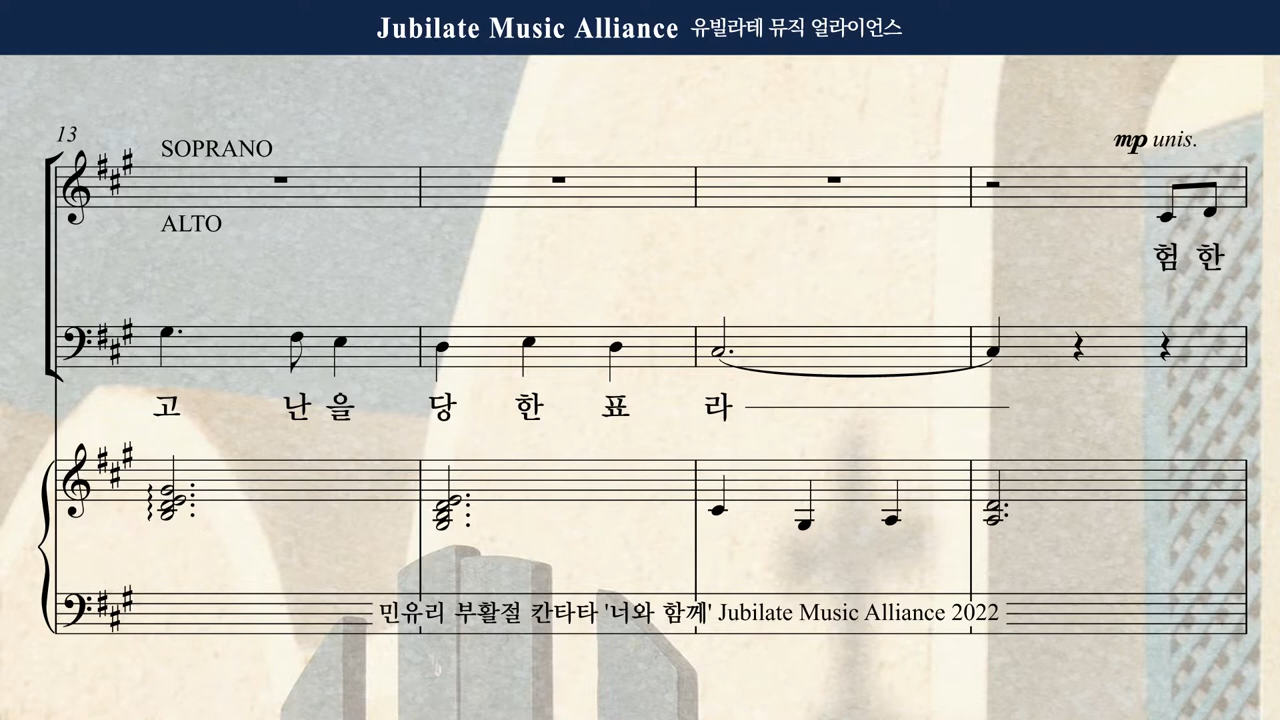 Jubilate Music Alliance 유빌라테 뮤직 얼라이언스
13
SOPRANO
mp unis.
ALTO
험 한
고 난 을 당 한 표 라
민유리 부활절 칸타타 '너와 함께' Jubilate Music Alliance 2022